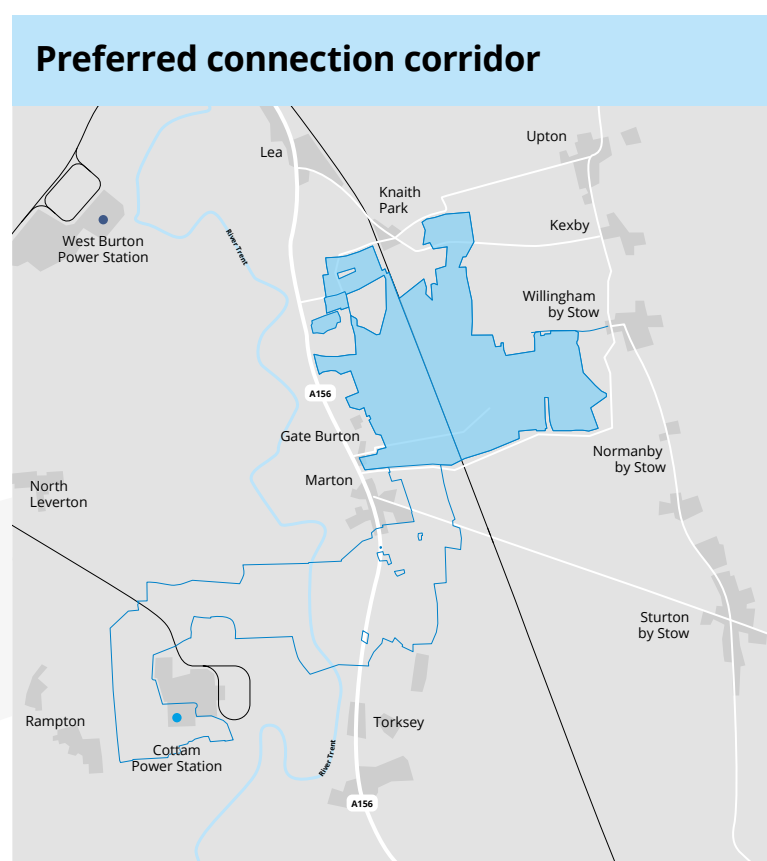 Preferred connection corridor
Lea
Upton
Knaith
Park
Kexby
West Burton
Power Station
River Trent
Willingham
by Stow
A156
Gate Burton
Normanby
by Stow
Marton
North
Leverton
Sturton
by Stow
Rampton
Torksey
Cottam
Power Station
River Trent
A156